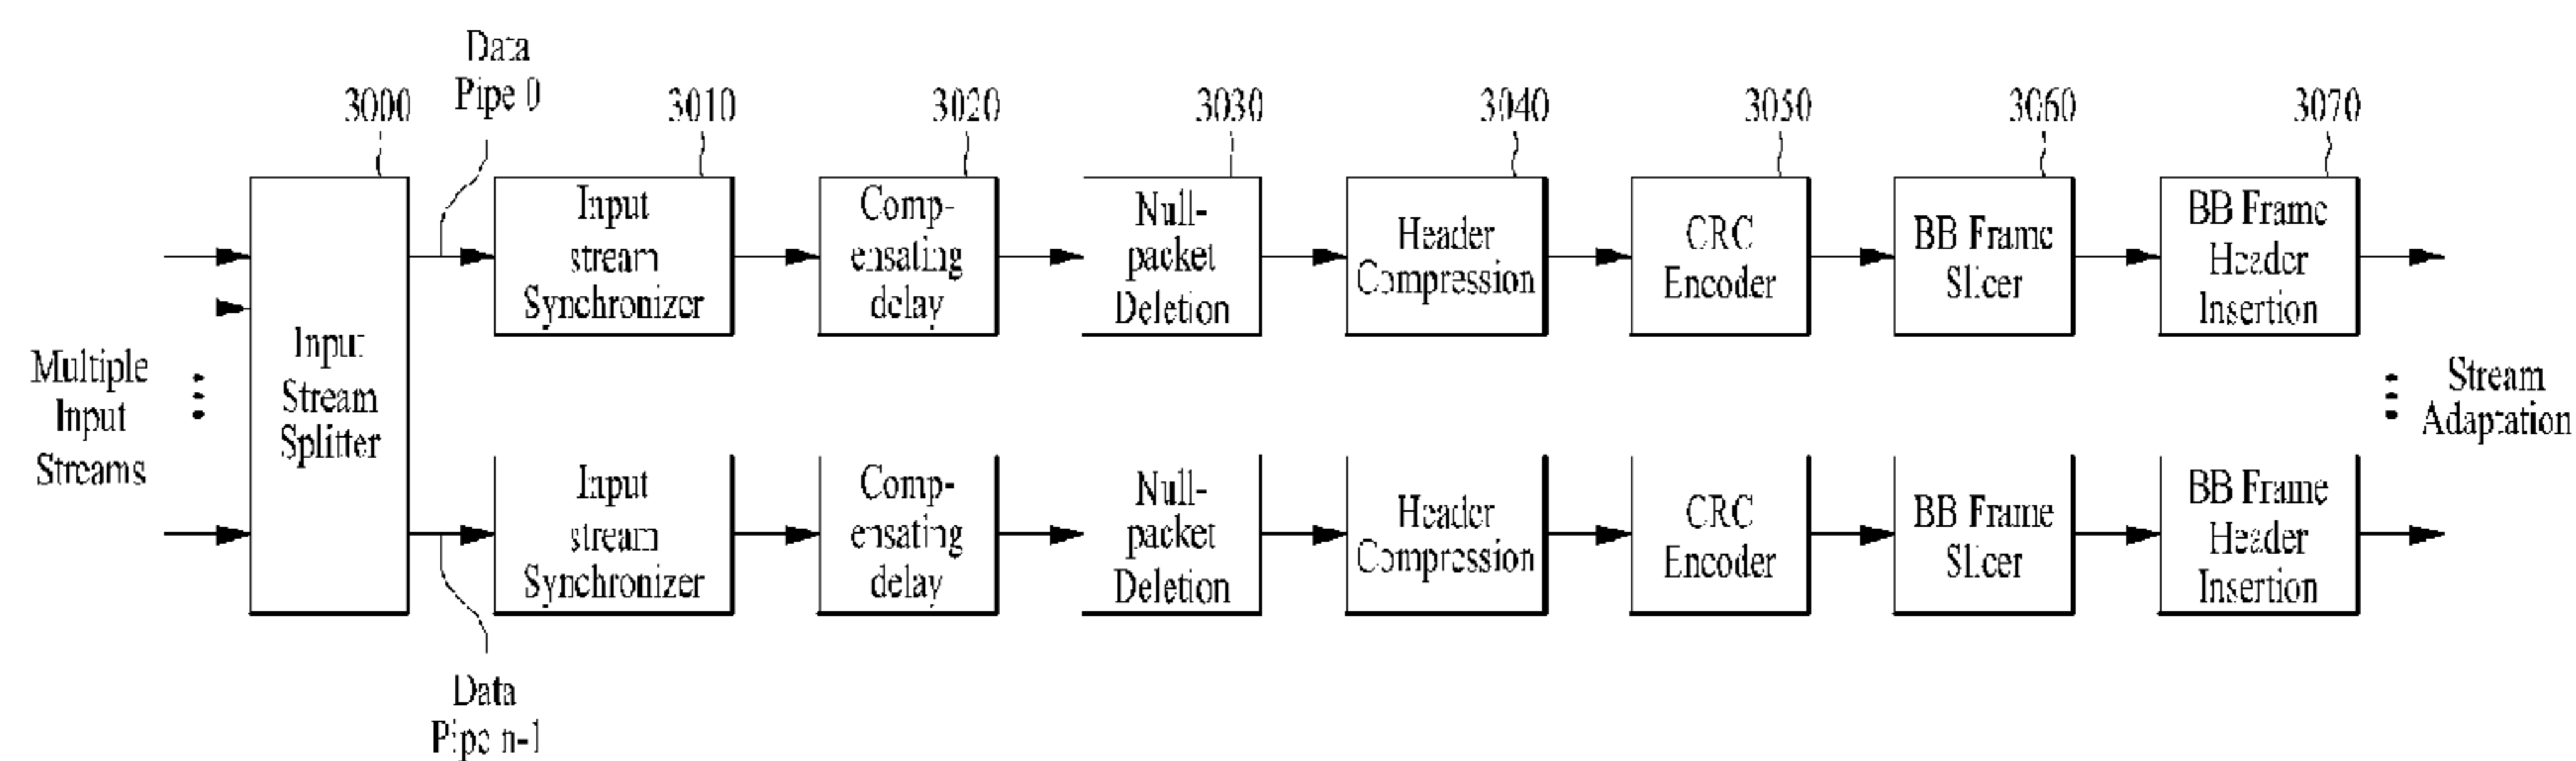 Data
Pipe 0
3000
3010
3020
3030
3040
3050
3060
3070
Multiple
Input
Streams
Input
Stream
Splitter
Input
stream
Synchronizer
Comp-
ensating
delay
Null-
packet
Deletion
Header
Compression
CRC
Encoder
BB Frame
Slicer
BB Frame
Header
Insertion
Stream
Adaptation
Input
stream
Synchronizer
Comp-
ensating
delay
Null-
packet
Deletion
Header
Compression
CRC
Encoder
BB Frame
Slicer
BB Frame
Header
Insertion
Data
Pipe n-1